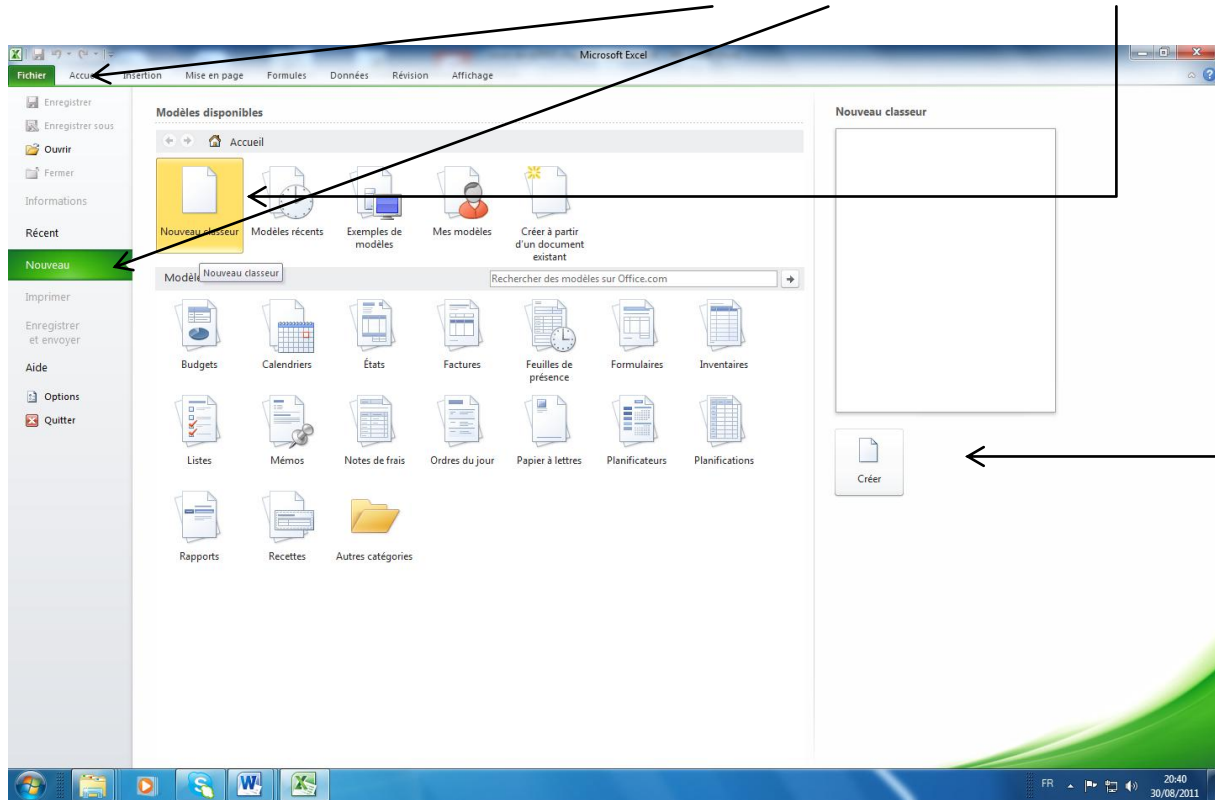 Microsoft Excel
Fichier Accueil Insertion Mise en page Formules Données Révision Affichage
Enregistrer
Enregistrer sous
Ouvrir
Fermer
Informations
Récent
Nouveau
Imprimer
Enregistrer
et envoyer
Aide
Options
Quitter
Modèles disponibles
Accueil
Nouveau classeur Modèles récents Exemples de modèles Mes modèles Créer à partir d'un document existant
Nouveau classeur
Modèle Rechercher des modèles sur Office.com
Budgets Calendriers États Factures Feuilles de présence Formulaires Inventaires
Listes Mémos Notes de frais Ordres du jour Papier à lettres Planificateurs Planifications
Rapports Recettes Autres catégories
Nouveau classeur
Créer
FR 20:40
30/08/2011